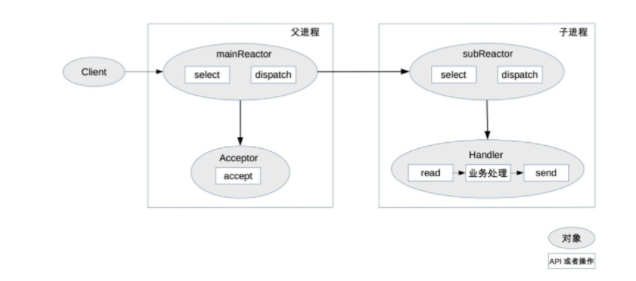 父进程
子进程
mainReactor
subReactor
Client
select
dispatch
select
dispatch
Acceptor
accept
Handler
read
业务处理
send
对象
API 或者操作